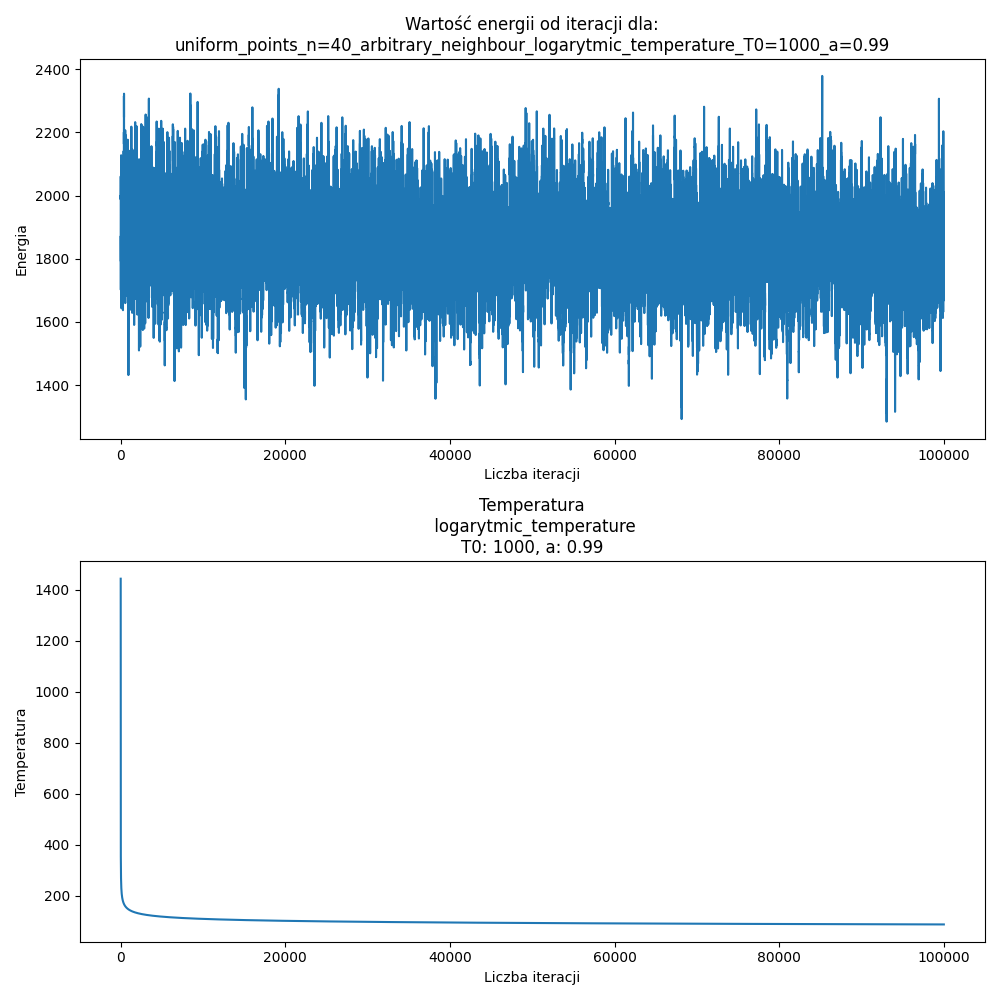 Wartość energii od iteracji dla:
uniform_points_n=40_arbitrary_neighbour_logarytmic_temperature_T0=1000_a=0.99
2400
2200
2000
1800
1600
1400
Energia
0 20000 40000 60000 80000 100000
Liczba iteracji
Temperatura
logarytmic_temperature
T0: 1000, a: 0.99
1400
1200
1000
800
600
400
200
Temperatura
0 20000 40000 60000 80000 100000
Liczba iteracji